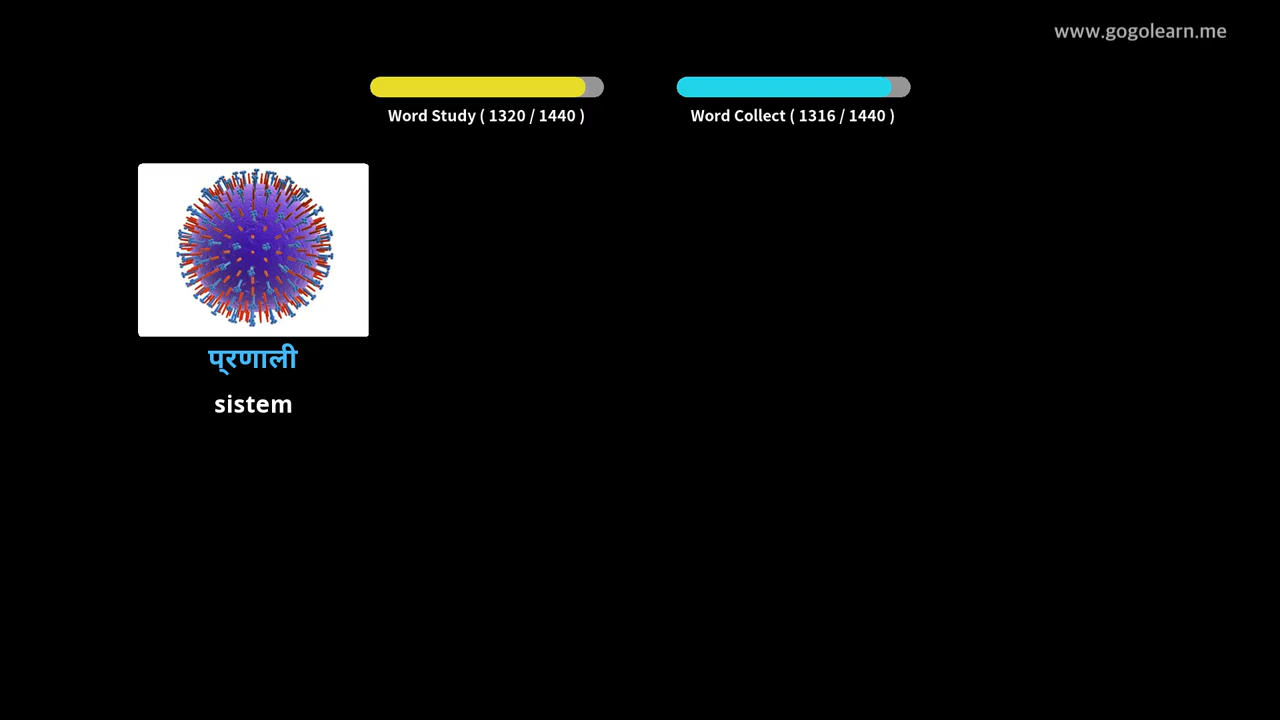 www.gogolearn.me
Word Study ( 1320 / 1440 )
Word Collect ( 1316 / 1440 )
प्रणाली
sistem